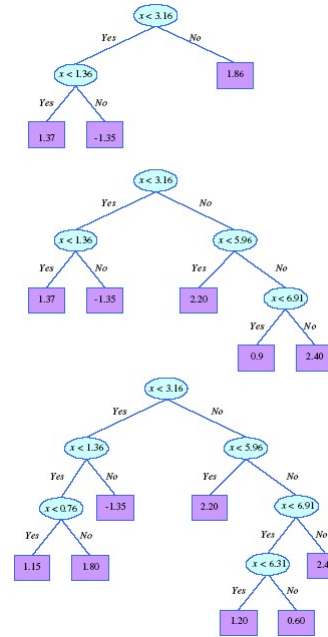 x < 3.16
Yes No
x < 1.36 1.86
Yes No
1.37 -1.35
x < 3.16
Yes No
x < 1.36 x < 5.96
Yes No Yes No
1.37 -1.35 2.20 x < 6.91
Yes No
0.9 2.40
x < 3.16
Yes No
x < 1.36 x < 5.96
Yes No Yes No
x < 0.76 -1.35 2.20 x < 6.91
Yes No Yes No
1.15 1.80 x < 6.31 2.4
Yes No
1.20 0.60